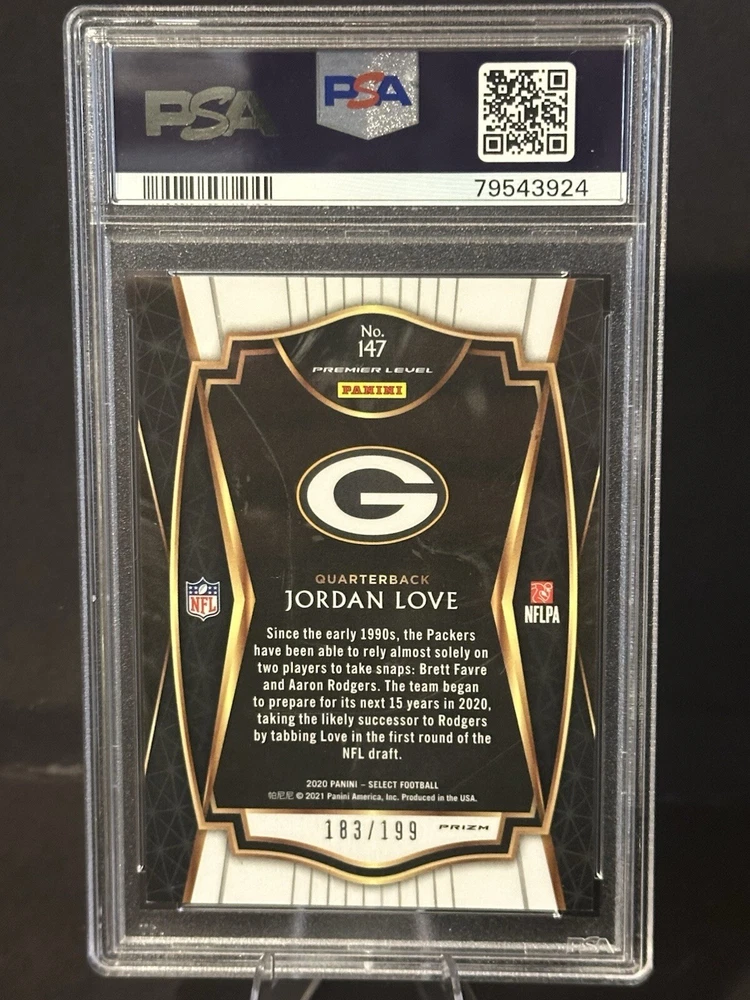 PSA
PSA
79543924
No.
147
PREMIER LEVEL
PANINI
G
QUARTERBACK
JORDAN LOVE
NFL
NFLPA
Since the early 1990s, the Packers
have been able to rely almost solely on
two players to take snaps: Brett Favre
and Aaron Rodgers. The team began
to prepare for its next 15 years in 2020,
taking the likely successor to Rodgers
by tabbing Love in the first round of the
NFL draft.
2020 PANINI – SELECT FOOTBALL
帕尼尼 © 2021 Panini America, Inc. Produced in the USA.
183/199
PRIZM
PSA